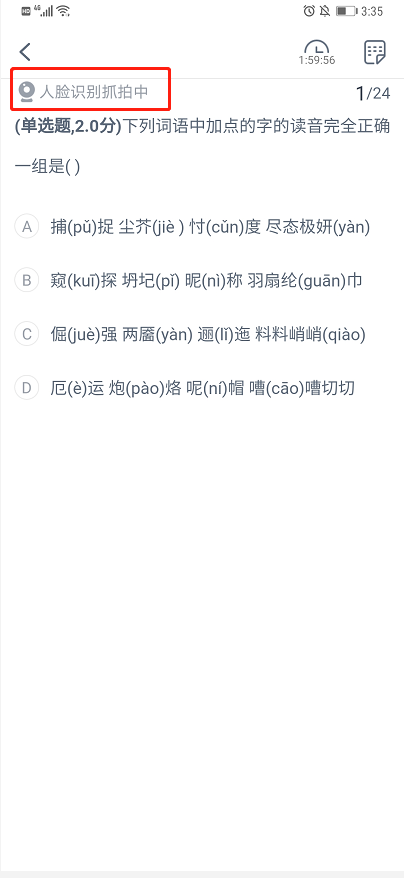 HD 4G 3:35
1:59:56
人脸识别抓拍中 1/24
(单选题,2.0分)下列词语中加点的字的读音完全正确
一组是( )
A 捕(pǔ)捉 尘芥(jiè ) 忖(cǔn)度 尽态极妍(yàn)
B 窥(kuī)探 坍圮(pǐ) 昵(nì)称 羽扇纶(guān)巾
C 倔(juè)强 两靥(yàn) 逦(lǐ)迤 料料峭峭(qiào)
D 厄(è)运 炮(pào)烙 呢(ní)帽 嘈(cāo)嘈切切